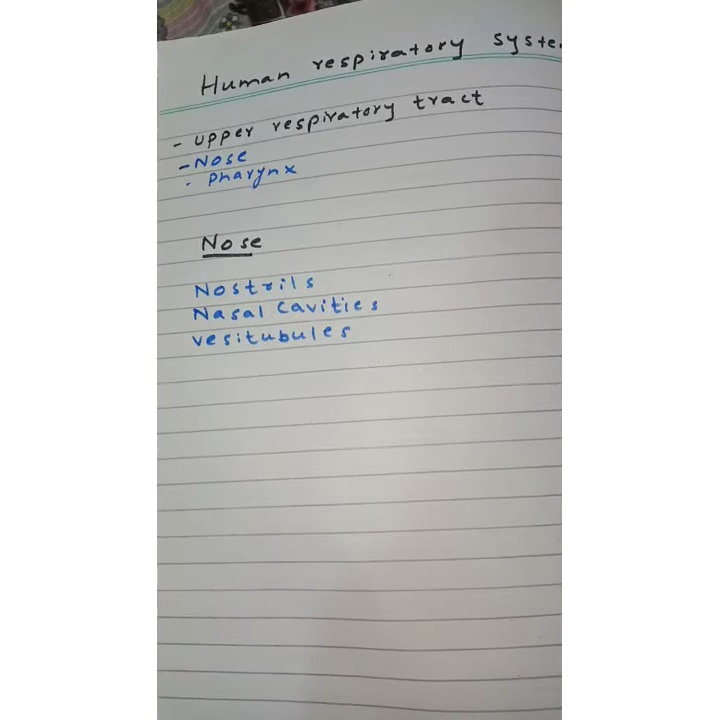 Human respiratory syste
- upper respiratory tract
- Nose
. Pharynx
Nose
Nostrils
Nasal Cavities
vesitubules